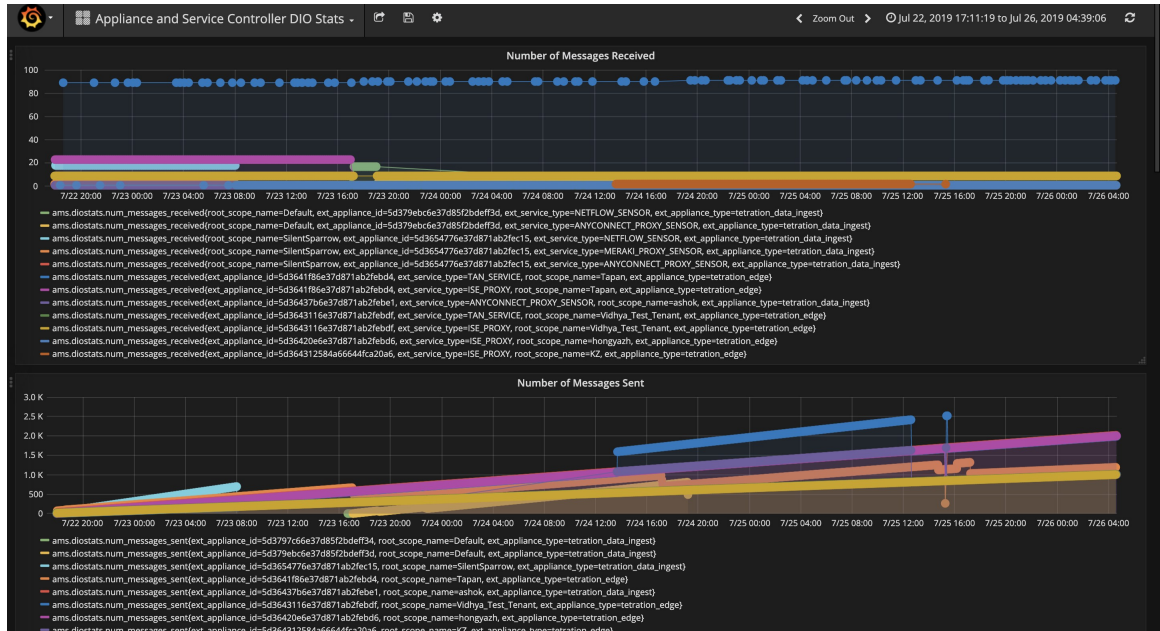 Appliance and Service Controller DIO Stats
Zoom Out
Jul 22, 2019 17:11:19 to Jul 26, 2019 04:39:06
Number of Messages Received
100
80
60
40
20
0
7/22 20:00 7/23 00:00 7/23 04:00 7/23 08:00 7/23 12:00 7/23 16:00 7/23 20:00 7/24 00:00 7/24 04:00 7/24 08:00 7/24 12:00 7/24 16:00 7/24 20:00 7/25 00:00 7/25 04:00 7/25 08:00 7/25 12:00 7/25 16:00 7/25 20:00 7/26 00:00 7/26 04:00
ams.diostats.num_messages_received{root_scope_name=Default, ext_appliance_id=5d379ebc6e37d85f2bdeff3d, ext_service_type=NETFLOW_SENSOR, ext_appliance_type=tetration_data_ingest}
ams.diostats.num_messages_received{root_scope_name=Default, ext_appliance_id=5d379ebc6e37d85f2bdeff3d, ext_service_type=ANYCONNECT_PROXY_SENSOR, ext_appliance_type=tetration_data_ingest}
ams.diostats.num_messages_received{root_scope_name=SilentSparrow, ext_appliance_id=5d3654776e37d871ab2fec15, ext_service_type=NETFLOW_SENSOR, ext_appliance_type=tetration_data_ingest}
ams.diostats.num_messages_received{root_scope_name=SilentSparrow, ext_appliance_id=5d3654776e37d871ab2fec15, ext_service_type=MERAKI_PROXY_SENSOR, ext_appliance_type=tetration_data_ingest}
ams.diostats.num_messages_received{root_scope_name=SilentSparrow, ext_appliance_id=5d3654776e37d871ab2fec15, ext_service_type=ANYCONNECT_PROXY_SENSOR, ext_appliance_type=tetration_data_ingest}
ams.diostats.num_messages_received{ext_appliance_id=5d3641f86e37d871ab2febd4, ext_service_type=TAN_SERVICE, root_scope_name=Tapan, ext_appliance_type=tetration_edge}
ams.diostats.num_messages_received{ext_appliance_id=5d3641f86e37d871ab2febd4, ext_service_type=ISE_PROXY, root_scope_name=Tapan, ext_appliance_type=tetration_edge}
ams.diostats.num_messages_received{ext_appliance_id=5d36437b6e37d871ab2febe1, ext_service_type=ANYCONNECT_PROXY_SENSOR, root_scope_name=ashok, ext_appliance_type=tetration_data_ingest}
ams.diostats.num_messages_received{ext_appliance_id=5d3643116e37d871ab2febdf, ext_service_type=TAN_SERVICE, root_scope_name=Vidhya_Test_Tenant, ext_appliance_type=tetration_edge}
ams.diostats.num_messages_received{ext_appliance_id=5d3643116e37d871ab2febdf, ext_service_type=ISE_PROXY, root_scope_name=Vidhya_Test_Tenant, ext_appliance_type=tetration_edge}
ams.diostats.num_messages_received{ext_appliance_id=5d36420e6e37d871ab2febd6, ext_service_type=ISE_PROXY, root_scope_name=hongyazh, ext_appliance_type=tetration_edge}
ams.diostats.num_messages_received{ext_appliance_id=5d364312584a66644fca20a6, ext_service_type=ISE_PROXY, root_scope_name=KZ, ext_appliance_type=tetration_edge}
Number of Messages Sent
3.0 K
2.5 K
2.0 K
1.5 K
1.0 K
500
0
7/22 20:00 7/23 00:00 7/23 04:00 7/23 08:00 7/23 12:00 7/23 16:00 7/23 20:00 7/24 00:00 7/24 04:00 7/24 08:00 7/24 12:00 7/24 16:00 7/24 20:00 7/25 00:00 7/25 04:00 7/25 08:00 7/25 12:00 7/25 16:00 7/25 20:00 7/26 00:00 7/26 04:00
ams.diostats.num_messages_sent{ext_appliance_id=5d3797c66e37d85f2bdeff34, root_scope_name=Default, ext_appliance_type=tetration_data_ingest}
ams.diostats.num_messages_sent{ext_appliance_id=5d379ebc6e37d85f2bdeff3d, root_scope_name=Default, ext_appliance_type=tetration_data_ingest}
ams.diostats.num_messages_sent{ext_appliance_id=5d3654776e37d871ab2fec15, root_scope_name=SilentSparrow, ext_appliance_type=tetration_data_ingest}
ams.diostats.num_messages_sent{ext_appliance_id=5d3641f86e37d871ab2febd4, root_scope_name=Tapan, ext_appliance_type=tetration_edge}
ams.diostats.num_messages_sent{ext_appliance_id=5d36437b6e37d871ab2febe1, root_scope_name=ashok, ext_appliance_type=tetration_data_ingest}
ams.diostats.num_messages_sent{ext_appliance_id=5d3643116e37d871ab2febdf, root_scope_name=Vidhya_Test_Tenant, ext_appliance_type=tetration_edge}
ams.diostats.num_messages_sent{ext_appliance_id=5d36420e6e37d871ab2febd6, root_scope_name=hongyazh, ext_appliance_type=tetration_edge}
ams.diostats.num_messages_sent{ext_appliance_id=5d364312584a66644fca20a6, root_scope_name=KZ, ext_appliance_type=tetration_edge}